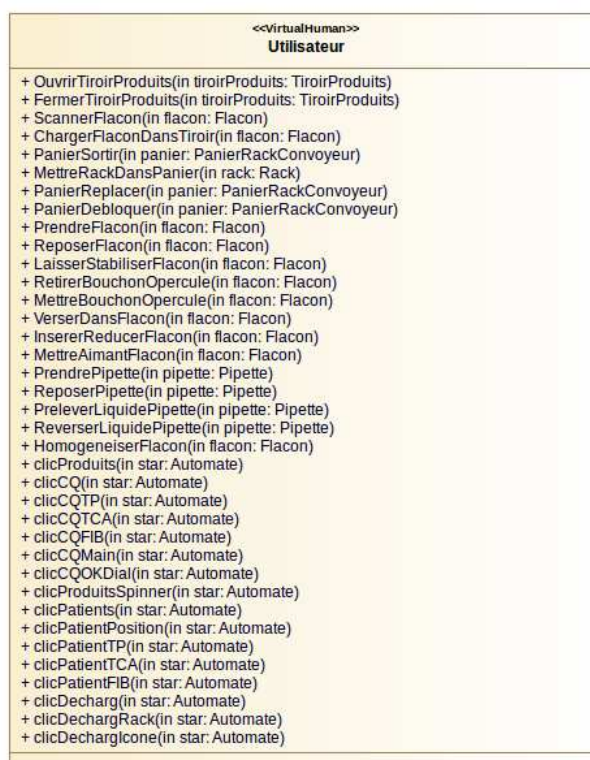 <<VirtualHuman>>
Utilisateur
+ OuvrirTiroirProduits(in tiroirProduits: TiroirProduits)
+ FermerTiroirProduits(in tiroirProduits: TiroirProduits)
+ ScannerFlacon(in flacon: Flacon)
+ ChargerFlaconDansTiroir(in flacon: Flacon)
+ PanierSortir(in panier: PanierRackConvoyeur)
+ MettreRackDansPanier(in rack: Rack)
+ PanierReplacer(in panier: PanierRackConvoyeur)
+ PanierDebloquer(in panier: PanierRackConvoyeur)
+ PrendreFlacon(in flacon: Flacon)
+ ReposerFlacon(in flacon: Flacon)
+ LaisserStabiliserFlacon(in flacon: Flacon)
+ RetirerBouchonOpercule(in flacon: Flacon)
+ MettreBouchonOpercule(in flacon: Flacon)
+ VerserDansFlacon(in flacon: Flacon)
+ InsererReducerFlacon(in flacon: Flacon)
+ MettreAimantFlacon(in flacon: Flacon)
+ PrendrePipette(in pipette: Pipette)
+ ReposerPipette(in pipette: Pipette)
+ PreleverLiquidePipette(in pipette: Pipette)
+ ReverserLiquidePipette(in pipette: Pipette)
+ HomogeneiserFlacon(in flacon: Flacon)
+ clicProduits(in star: Automate)
+ clicCQ(in star: Automate)
+ clicCQTP(in star: Automate)
+ clicCQTCA(in star: Automate)
+ clicCQFIB(in star: Automate)
+ clicCQMain(in star: Automate)
+ clicCQOKDial(in star: Automate)
+ clicProduitsSpinner(in star: Automate)
+ clicPatients(in star: Automate)
+ clicPatientPosition(in star: Automate)
+ clicPatientTP(in star: Automate)
+ clicPatientTCA(in star: Automate)
+ clicPatientFIB(in star: Automate)
+ clicDecharg(in star: Automate)
+ clicDechargRack(in star: Automate)
+ clicDechargIcone(in star: Automate)